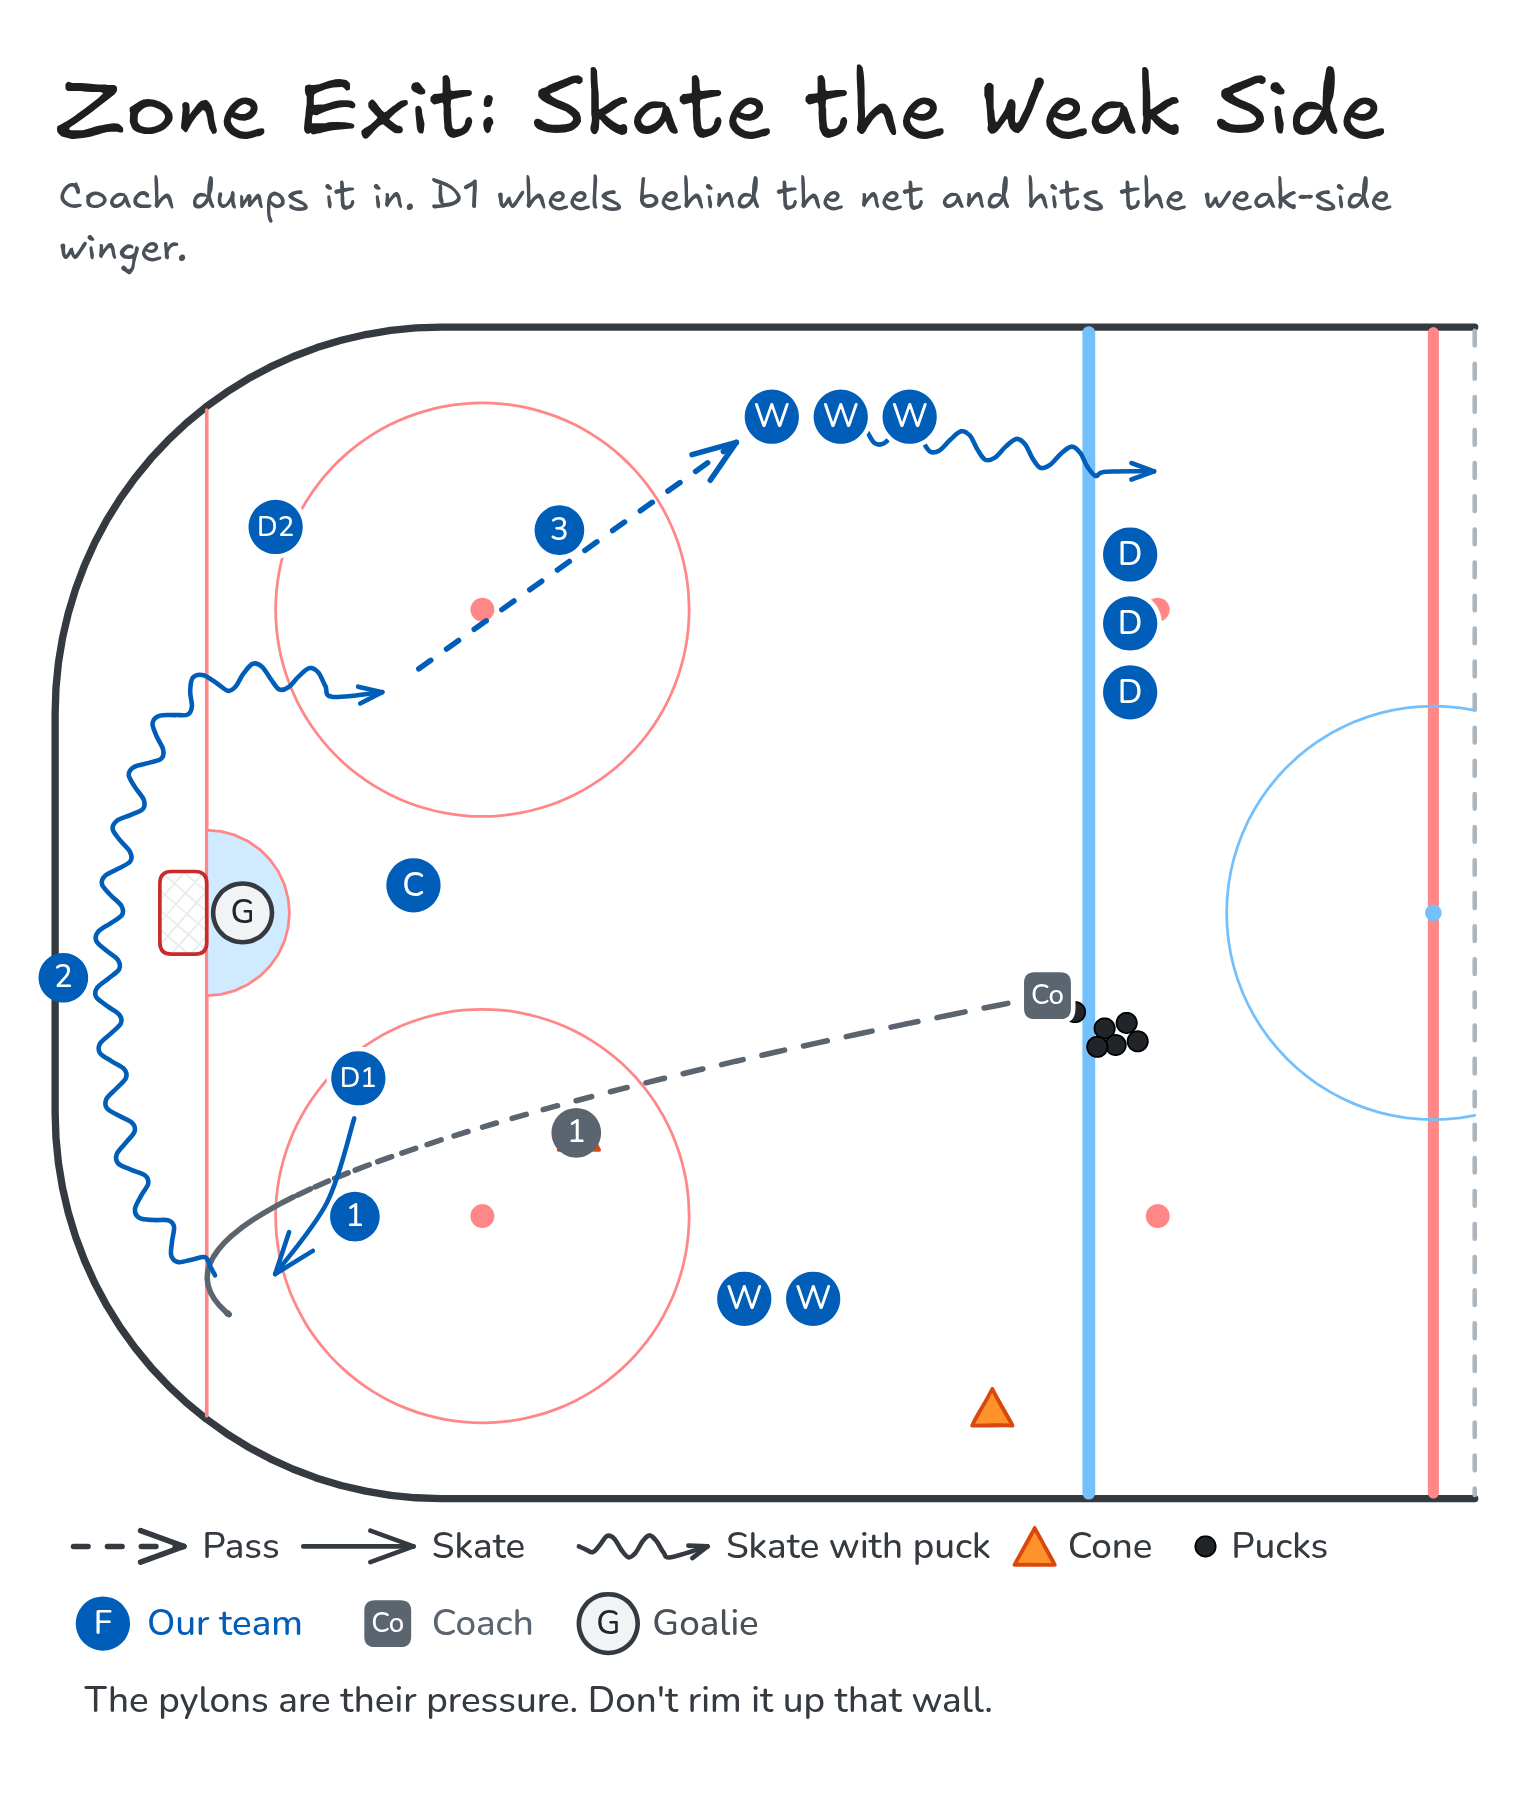 Zone Exit: Skate the Weak Side
Coach dumps it in. D1 wheels behind the net and hits the weak-side
winger.
W W W
D2
3
D
D
D
C
G
2
Co
D1
1
1
W W
Pass Skate Skate with puck Cone Pucks
F Our team Co Coach G Goalie
The pylons are their pressure. Don't rim it up that wall.